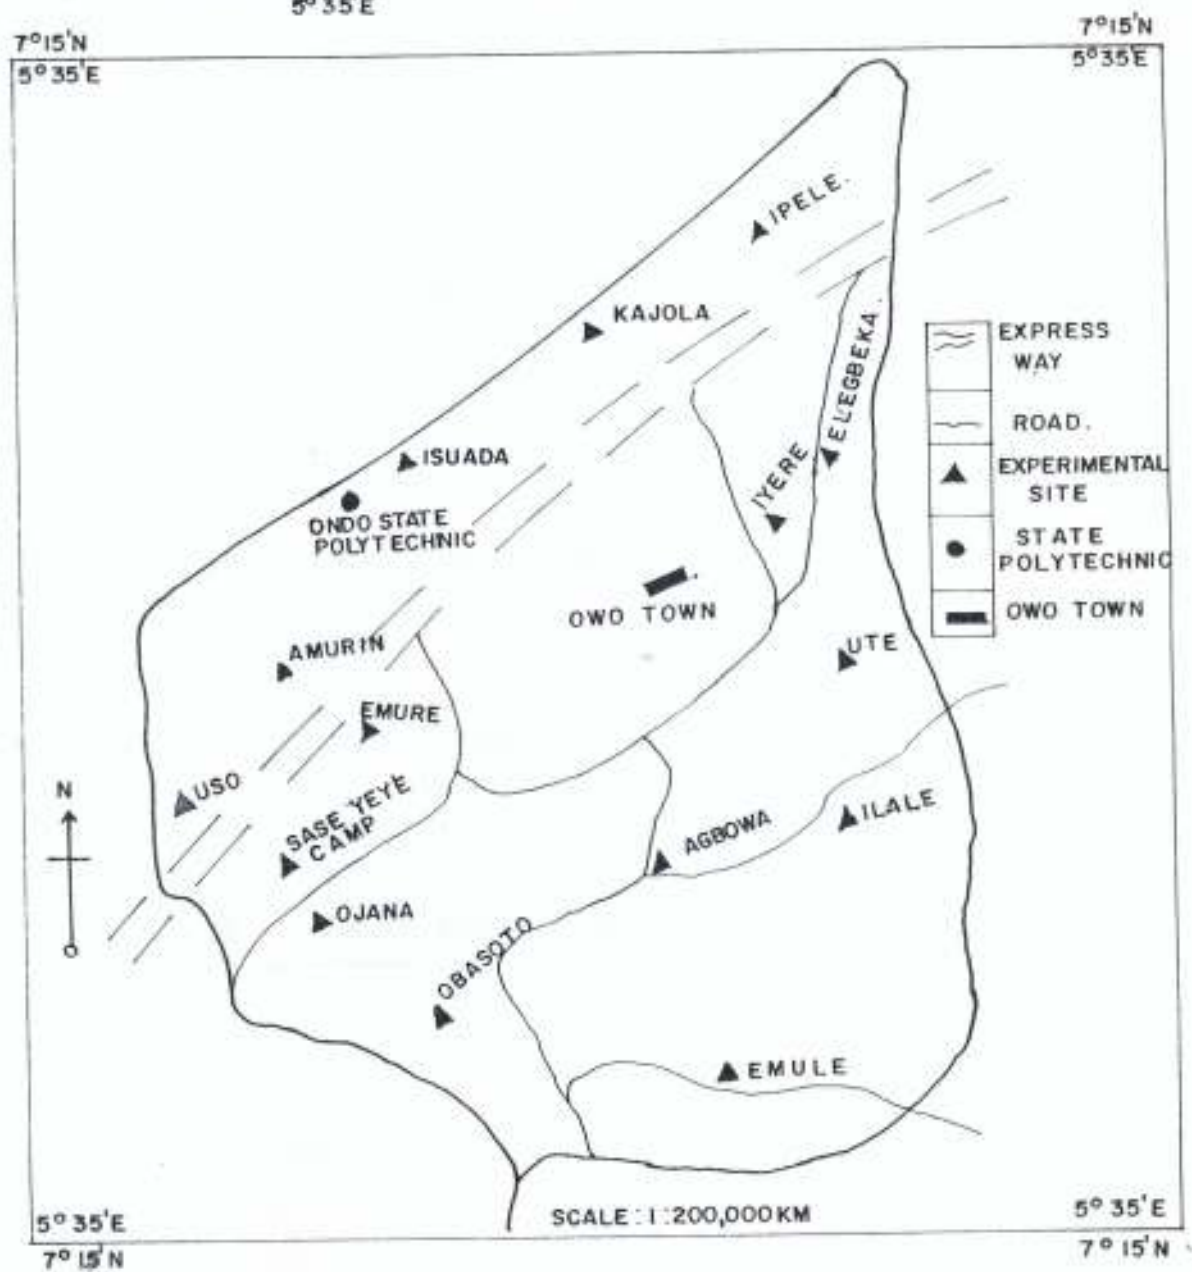 5°35'E
7°15'N
7°15'N
5°35'E
5°35'E
IPELE.
KAJOLA
ELEGBEKA.
EXPRESS
WAY
ROAD.
ISUADA
IYERE
EXPERIMENTAL
SITE
ONDO STATE
POLYTECHNIC
STATE
POLYTECHNIC
OWO TOWN
OWO TOWN
AMURIN
UTE
EMURE
N
USO
SASE YEYE
CAMP
AGBOWA
ILALE
OJANA
OBASOTO
EMULE
SCALE : 1 : 200,000 KM
5° 35'E
5° 35'E
7° 15'N
7° 15'N